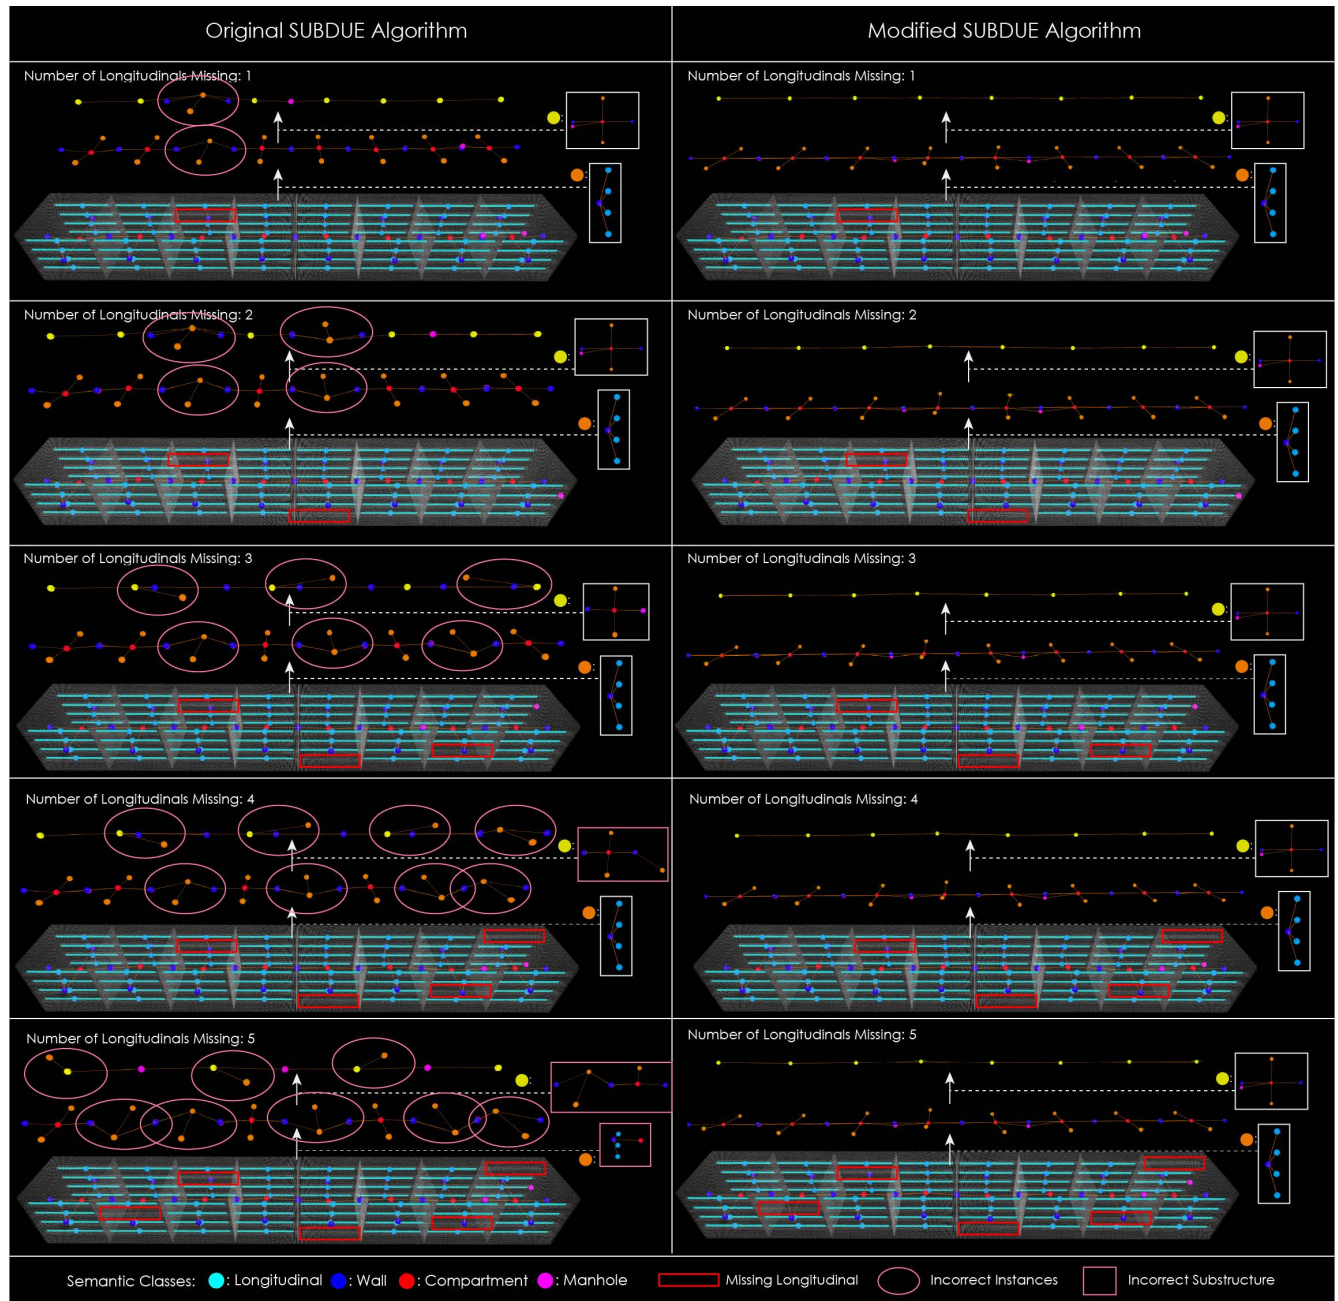 Original SUBDUE Algorithm
Modified SUBDUE Algorithm
Number of Longitudinals Missing: 1
Number of Longitudinals Missing: 1
Number of Longitudinals Missing: 2
Number of Longitudinals Missing: 2
Number of Longitudinals Missing: 3
Number of Longitudinals Missing: 3
Number of Longitudinals Missing: 4
Number of Longitudinals Missing: 4
Number of Longitudinals Missing: 5
Number of Longitudinals Missing: 5
Semantic Classes: : Longitudinal : Wall : Compartment : Manhole Missing Longitudinal Incorrect Instances Incorrect Substructure